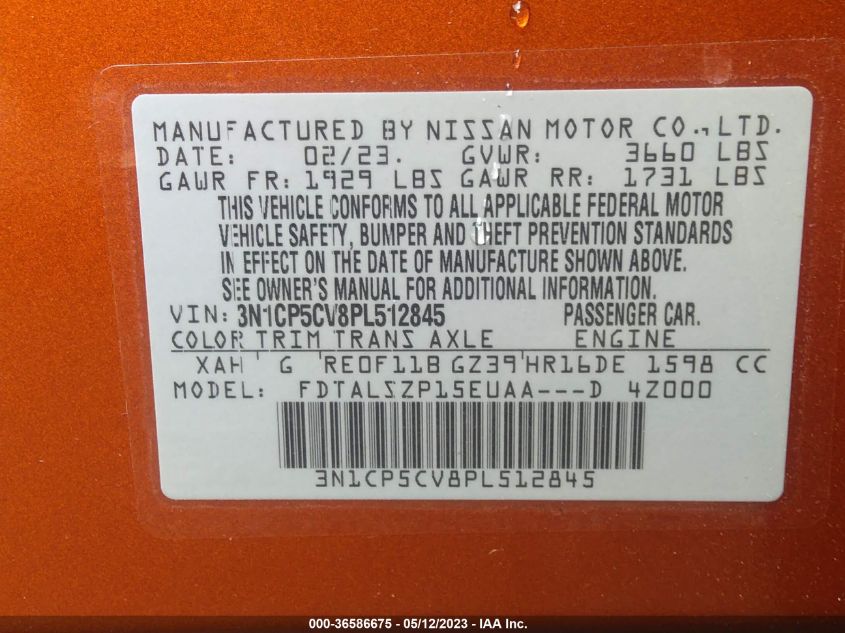 MANUFACTURED BY NISSAN MOTOR CO., LTD.
DATE: 02/23. GVWR: 3660 LBS
GAWR FR: 1929 LBS GAWR RR: 1731 LBS
THIS VEHICLE CONFORMS TO ALL APPLICABLE FEDERAL MOTOR
VEHICLE SAFETY, BUMPER AND THEFT PREVENTION STANDARDS
IN EFFECT ON THE DATE OF MANUFACTURE SHOWN ABOVE.
SEE OWNER'S MANUAL FOR ADDITIONAL INFORMATION.
VIN: 3N1CP5CV8PL512845 PASSENGER CAR.
COLOR TRIM TRANS AXLE ENGINE
XAH G RE0F11B GZ39 HR16DE 1598 CC
MODEL: FDTALSZP15EUAA---D 4Z000
3N1CP5CV8PL512845
000-36586675 - 05/12/2023 - IAA Inc.